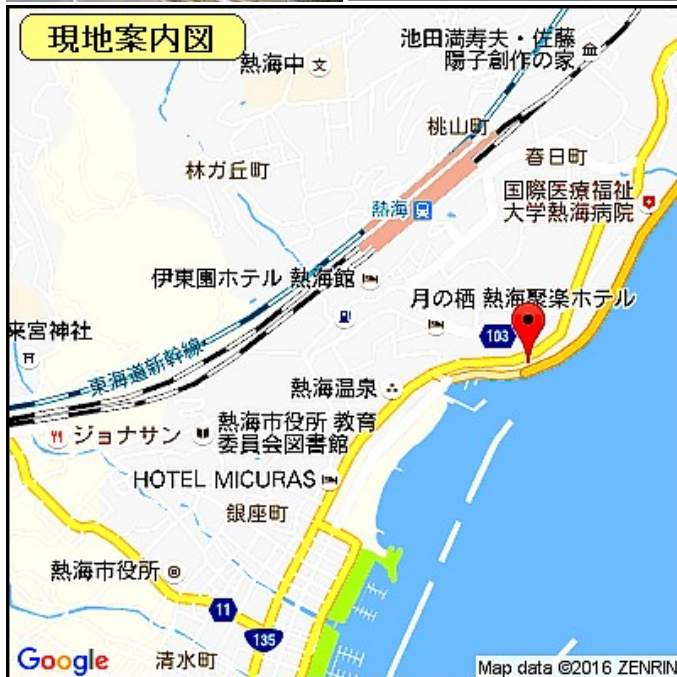 現地案内図
池田満寿夫・佐藤
陽子創作の家
熱海中
桃山町
林ガ丘町
春日町
国際医療福祉
大学熱海病院
熱海
伊東園ホテル 熱海館
月の栖 熱海聚楽ホテル
来宮神社
103
東海道新幹線
熱海温泉
ジョナサン
熱海市役所 教育
委員会図書館
HOTEL MICURAS
銀座町
熱海市役所
11
135
清水町
Google
Map data ©2016 ZENRIN